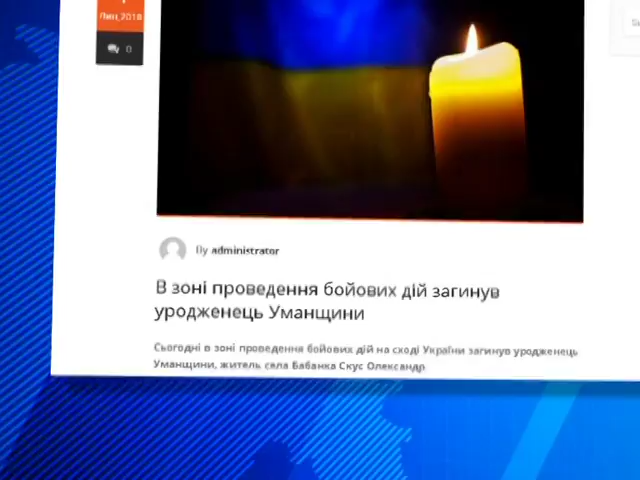 Лип,2018
0
By administrator
В зоні проведення бойових дій загинув
уродженець Уманщини
Сьогодні в зоні проведення бойових дій на сході України загинув уродженець
Уманщини, житель села Бабанка Скус Олександр